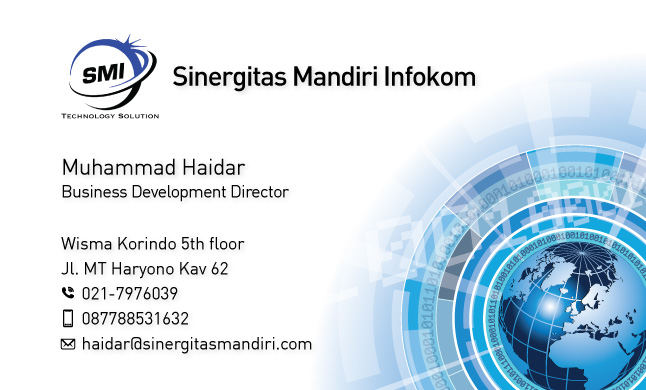 SMI
TECHNOLOGY SOLUTION
Sinergitas Mandiri Infokom
Muhammad Haidar
Business Development Director
Wisma Korindo 5th floor
Jl. MT Haryono Kav 62
021-7976039
087788531632
haidar@sinergitasmandiri.com